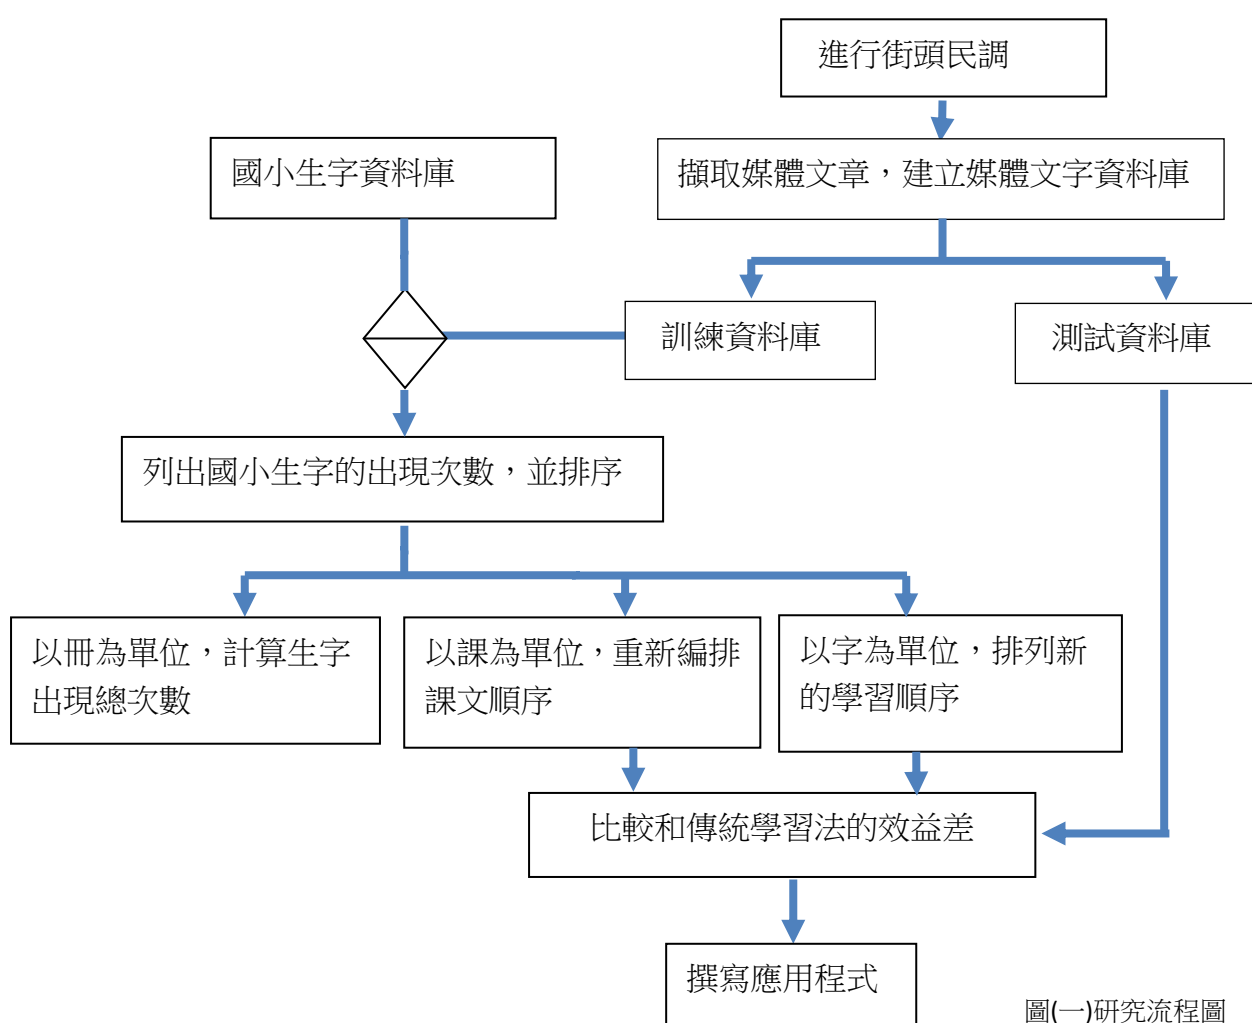 進行街頭民調
國小生字資料庫
擷取媒體文章，建立媒體文字資料庫
訓練資料庫
測試資料庫
列出國小生字的出現次數，並排序
以冊為單位，計算生字
出現總次數
以課為單位，重新編排
課文順序
以字為單位，排列新
的學習順序
比較和傳統學習法的效益差
撰寫應用程式
圖(一)研究流程圖